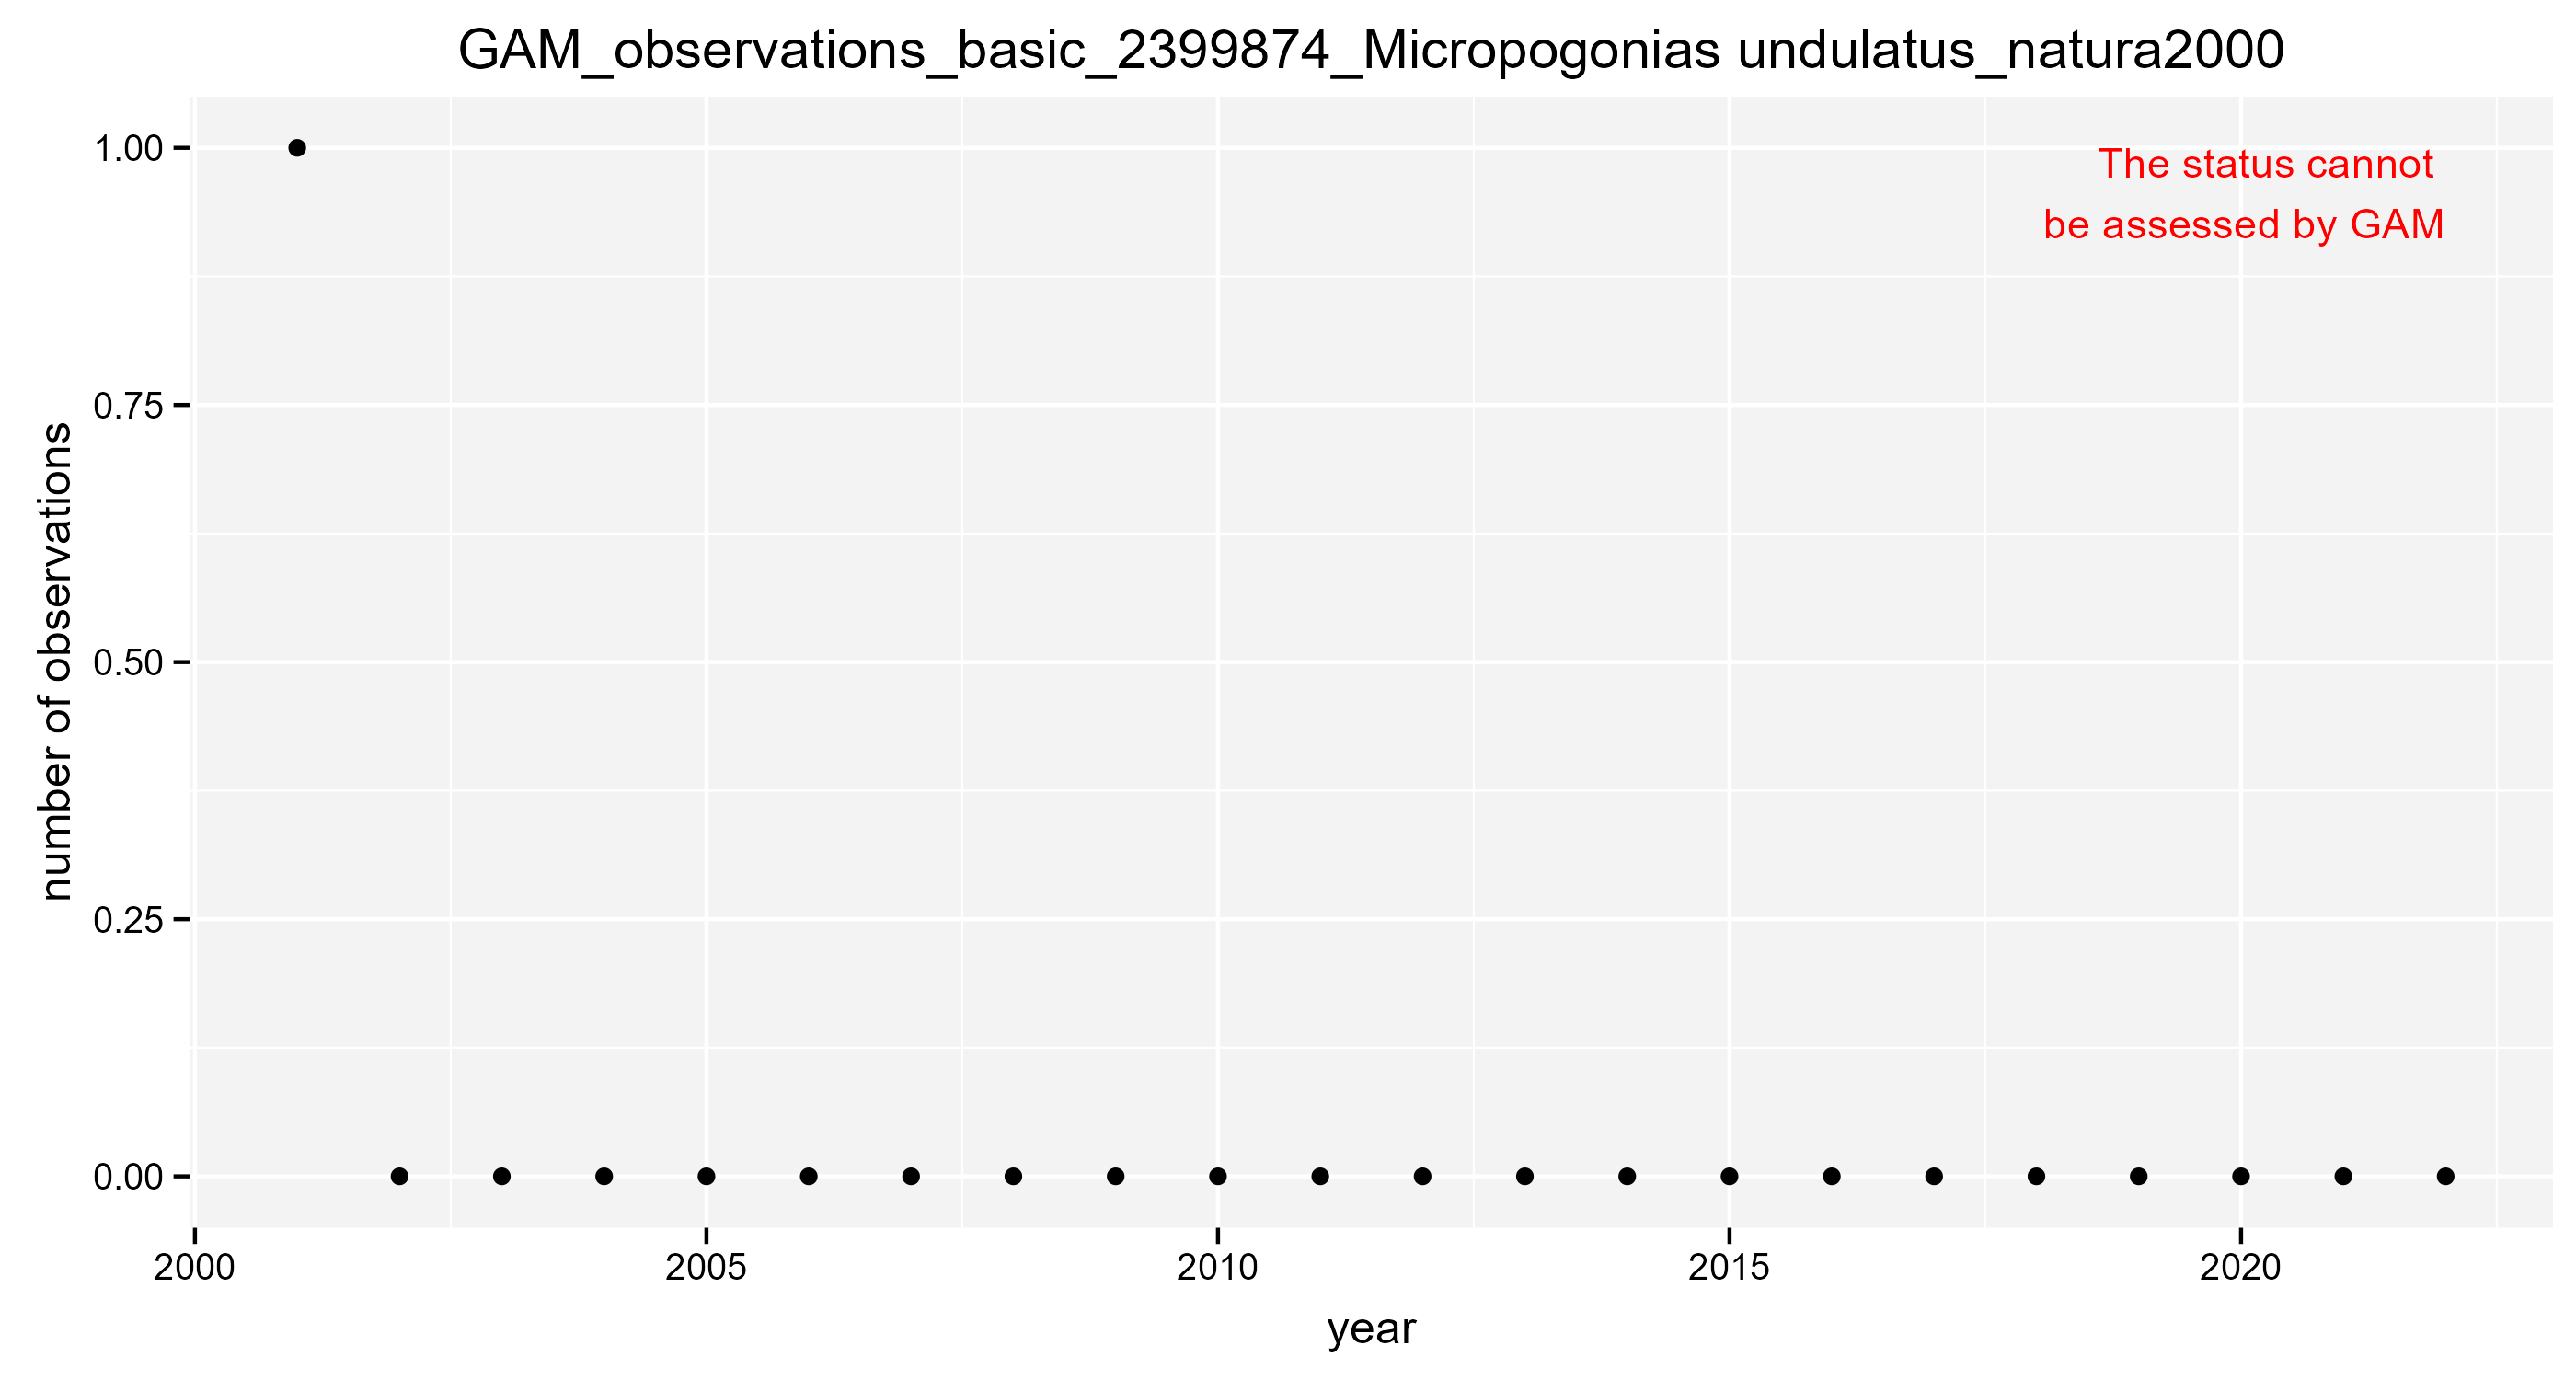 GAM_observations_basic_2399874_Micropogonias undulatus_natura2000
The status cannot
be assessed by GAM
number of observations
1.00
0.75
0.50
0.25
0.00
2000 2005 2010 2015 2020
year